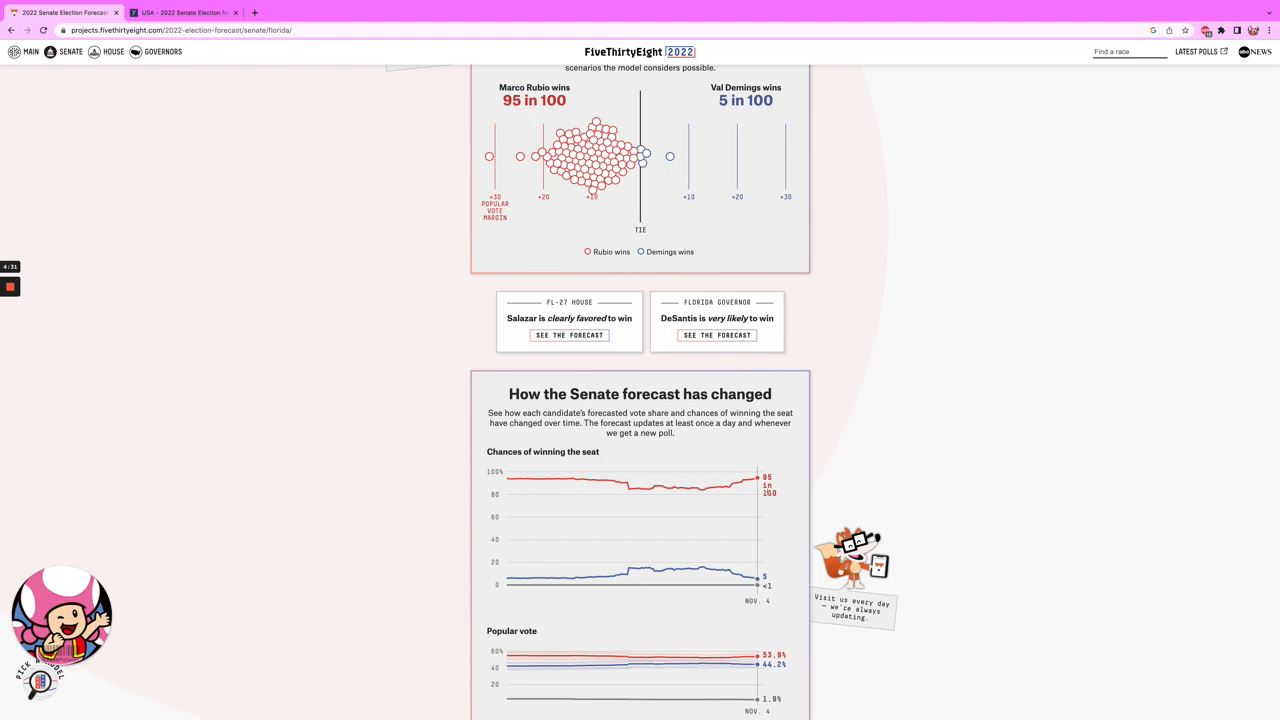 2022 Senate Election Forecast
USA - 2022 Senate Election M
projects.fivethirtyeight.com/2022-election-forecast/senate/florida/
MAIN SENATE HOUSE GOVERNORS
FiveThirtyEight 2022
Find a race
LATEST POLLS
abc NEWS
scenarios the model considers possible.
Marco Rubio wins
95 in 100
Val Demings wins
5 in 100
+30 +20 +10 +10 +20 +30
POPULAR
VOTE
MARGIN
TIE
Rubio wins Demings wins
4:31
FL-27 HOUSE
Salazar is clearly favored to win
SEE THE FORECAST
FLORIDA GOVERNOR
DeSantis is very likely to win
SEE THE FORECAST
How the Senate forecast has changed
See how each candidate's forecasted vote share and chances of winning the seat
have changed over time. The forecast updates at least once a day and whenever
we get a new poll.
Chances of winning the seat
100%
80
60
40
20
0
95
in
100
5
<1
NOV. 4
Visit us every day
— we're always
updating.
Popular vote
60%
40
20
53.9%
44.2%
1.9%
NOV. 4